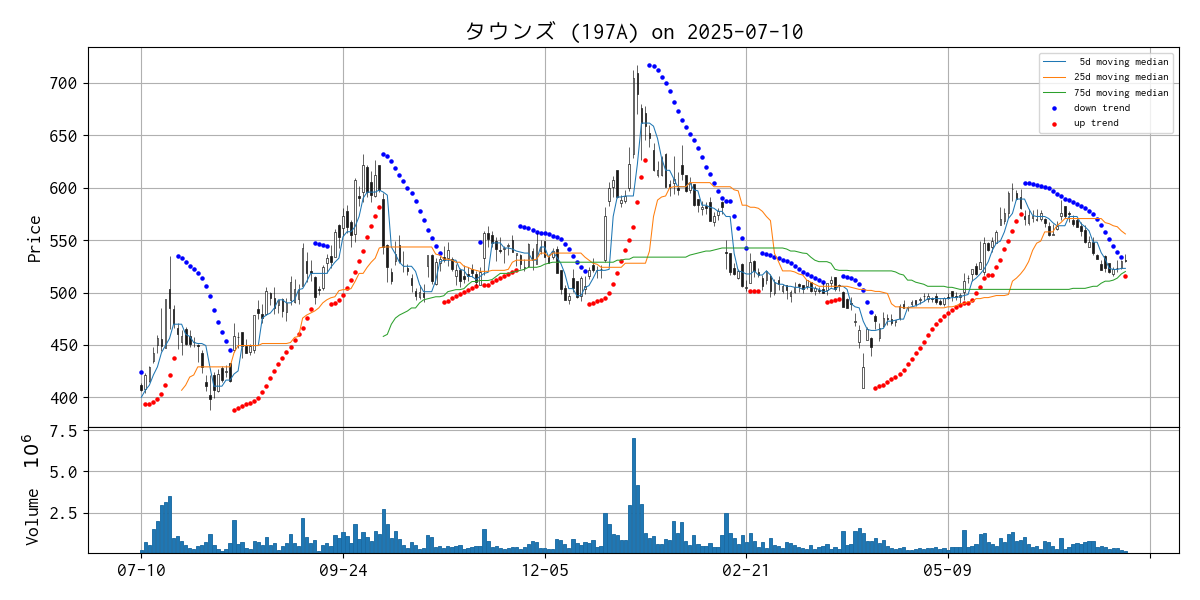 タウンズ (197A) on 2025-07-10
Price
700
650
600
550
500
450
400
5d moving median
25d moving median
75d moving median
down trend
up trend
Volume 10^6
7.5
5.0
2.5
07-10 09-24 12-05 02-21 05-09